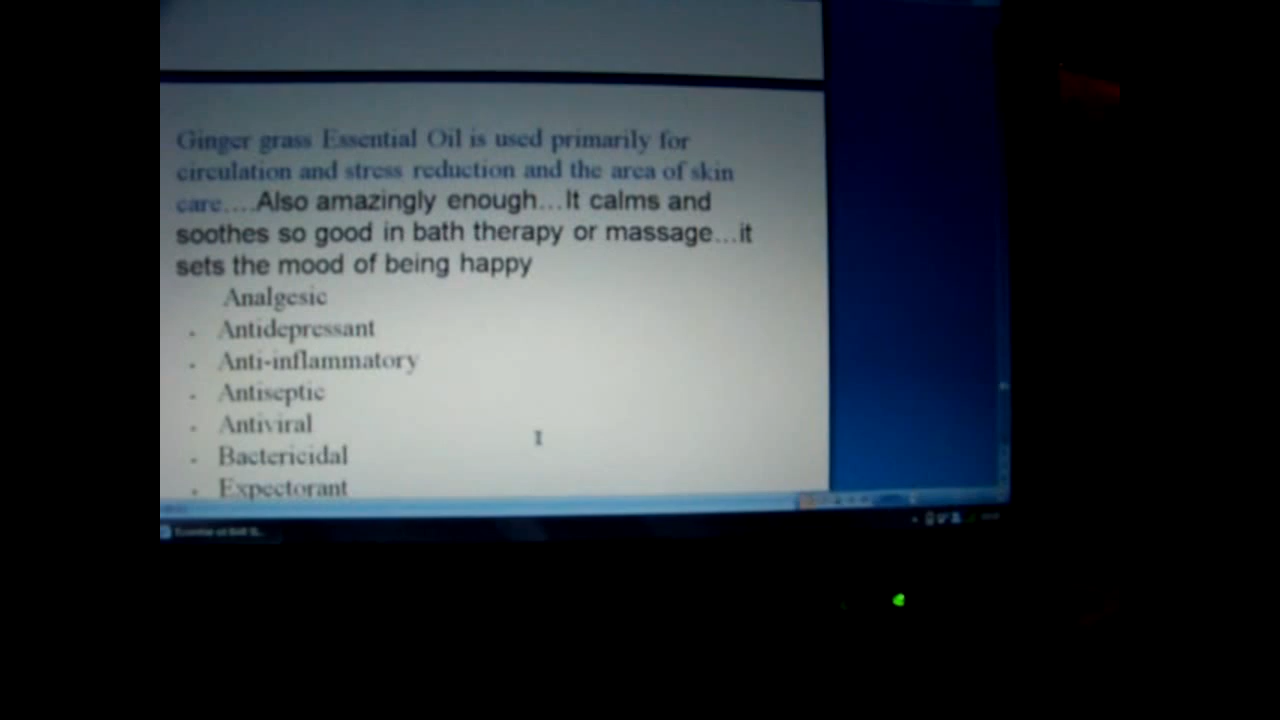 Ginger grass Essential Oil is used primarily for
circulation and stress reduction and the area of skin
care....Also amazingly enough...It calms and
soothes so good in bath therapy or massage...it
sets the mood of being happy
Analgesic
- Antidepressant
- Anti-inflammatory
- Antiseptic
- Antiviral
- Bactericidal
- Expectorant
Essential oil